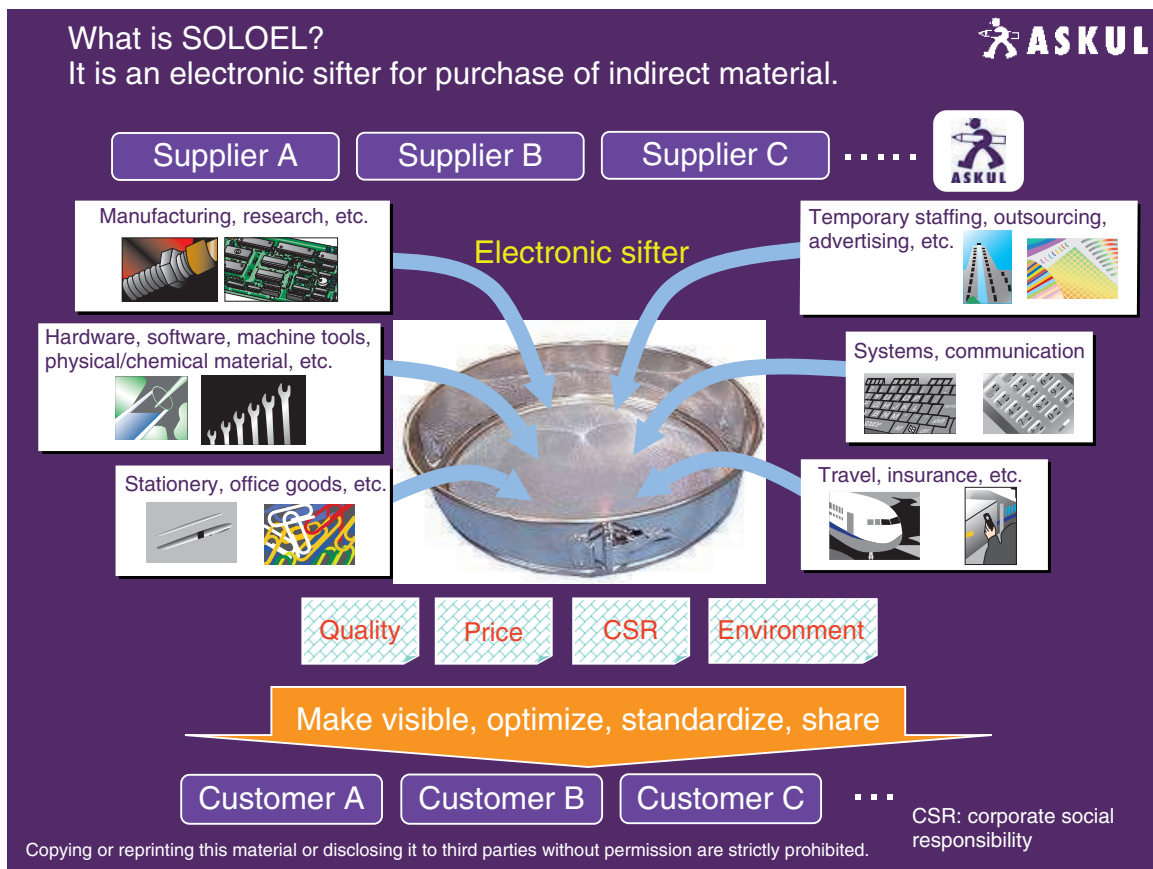 What is SOLOEL?
It is an electronic sifter for purchase of indirect material.
ASKUL
Supplier A
Supplier B
Supplier C
.....
ASKUL
Manufacturing, research, etc.
Electronic sifter
Temporary staffing, outsourcing,
advertising, etc.
Hardware, software, machine tools,
physical/chemical material, etc.
Systems, communication
Stationery, office goods, etc.
Travel, insurance, etc.
Quality
Price
CSR
Environment
Make visible, optimize, standardize, share
Customer A
Customer B
Customer C
...
CSR: corporate social
responsibility
Copying or reprinting this material or disclosing it to third parties without permission are strictly prohibited.